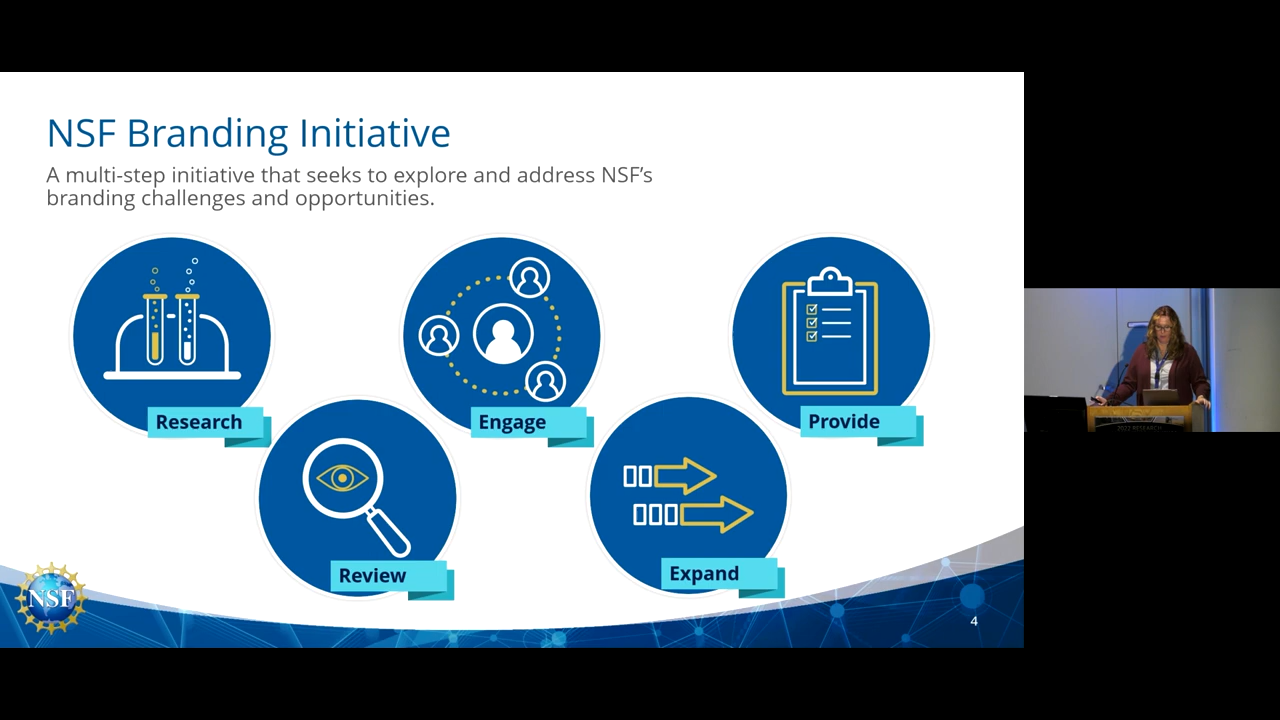 NSF Branding Initiative
A multi-step initiative that seeks to explore and address NSF’s
branding challenges and opportunities.
Research
Engage
Provide
Review
Expand
NSF
4